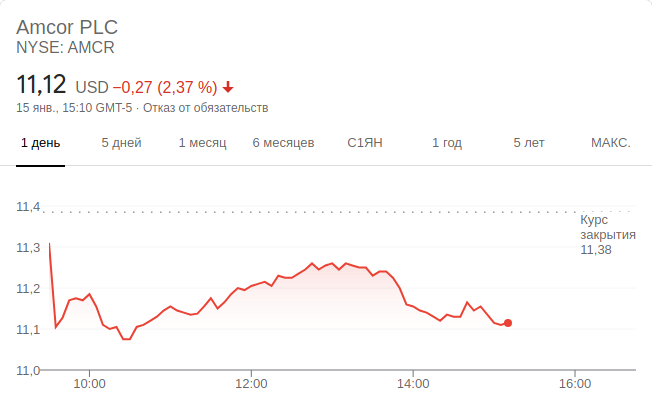 Amcor PLC
NYSE: AMCR
11,12 USD −0,27 (2,37 %)
15 янв., 15:10 GMT-5 · Отказ от обязательств
1 день 5 дней 1 месяц 6 месяцев С1ЯН 1 год 5 лет МАКС.
11,4
Курс
закрытия
11,38
11,3
11,2
11,1
11,0
10:00 12:00 14:00 16:00